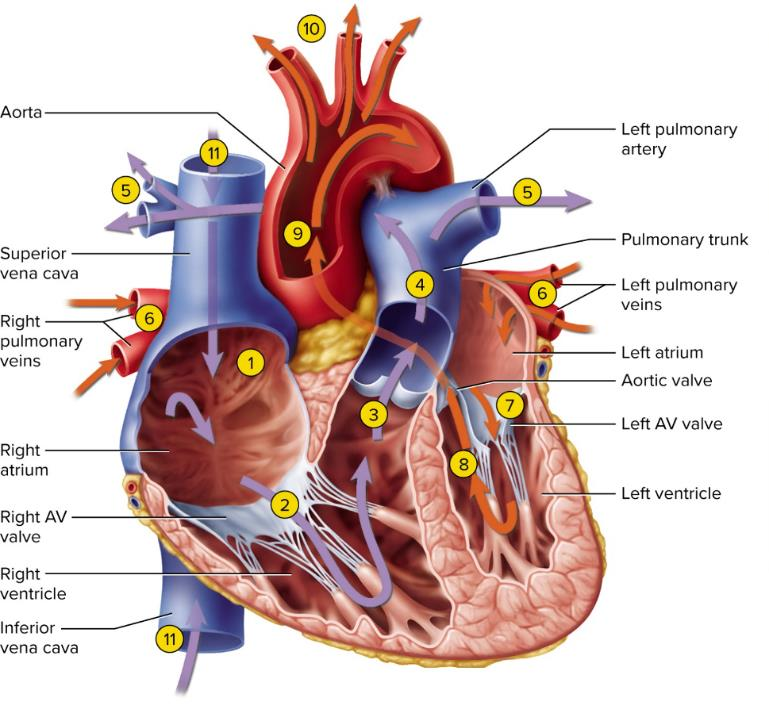 10
Aorta
Left pulmonary
artery
11
5
5
9
Pulmonary trunk
Superior
vena cava
4
6
6
Left pulmonary
veins
Right
pulmonary
veins
1
Left atrium
Aortic valve
3
7
Left AV valve
Right
atrium
8
Left ventricle
2
Right AV
valve
Right
ventricle
Inferior
vena cava
11